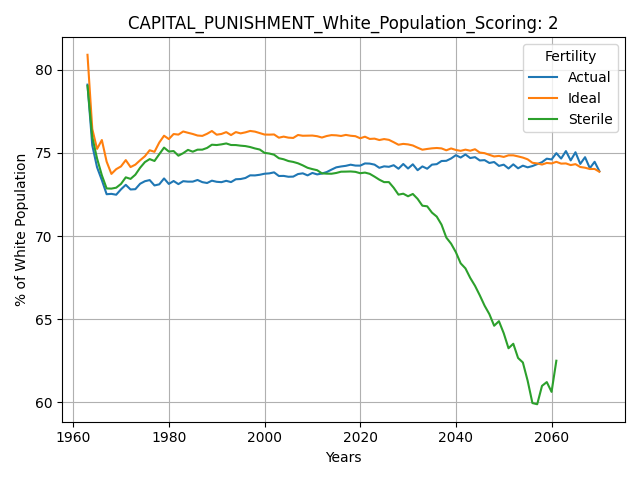 CAPITAL_PUNISHMENT_White_Population_Scoring: 2
Fertility
Actual
Ideal
Sterile
% of White Population
80
75
70
65
60
1960
1980
2000
2020
2040
2060
Years